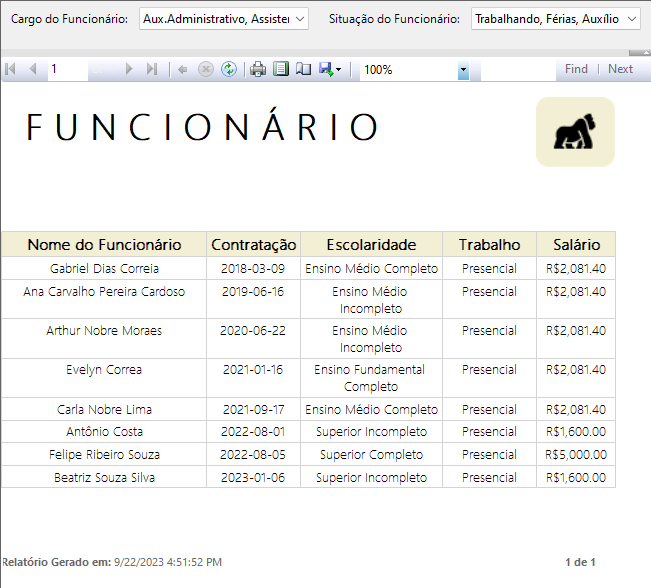 Cargo do Funcionário: Aux.Administrativo, Assister Situação do Funcionário: Trabalhando, Férias, Auxílio
1 100% Find | Next
FUNCIONÁRIO
Nome do Funcionário Contratação Escolaridade Trabalho Salário
Gabriel Dias Correia 2018-03-09 Ensino Médio Completo Presencial R$2,081.40
Ana Carvalho Pereira Cardoso 2019-06-16 Ensino Médio Presencial R$2,081.40
Incompleto
Arthur Nobre Moraes 2020-06-22 Ensino Médio Presencial R$2,081.40
Incompleto
Evelyn Correa 2021-01-16 Ensino Fundamental Presencial R$2,081.40
Completo
Carla Nobre Lima 2021-09-17 Ensino Médio Completo Presencial R$2,081.40
Antônio Costa 2022-08-01 Superior Incompleto Presencial R$1,600.00
Felipe Ribeiro Souza 2022-08-05 Superior Completo Presencial R$5,000.00
Beatriz Souza Silva 2023-01-06 Superior Incompleto Presencial R$1,600.00
Relatório Gerado em: 9/22/2023 4:51:52 PM 1 de 1